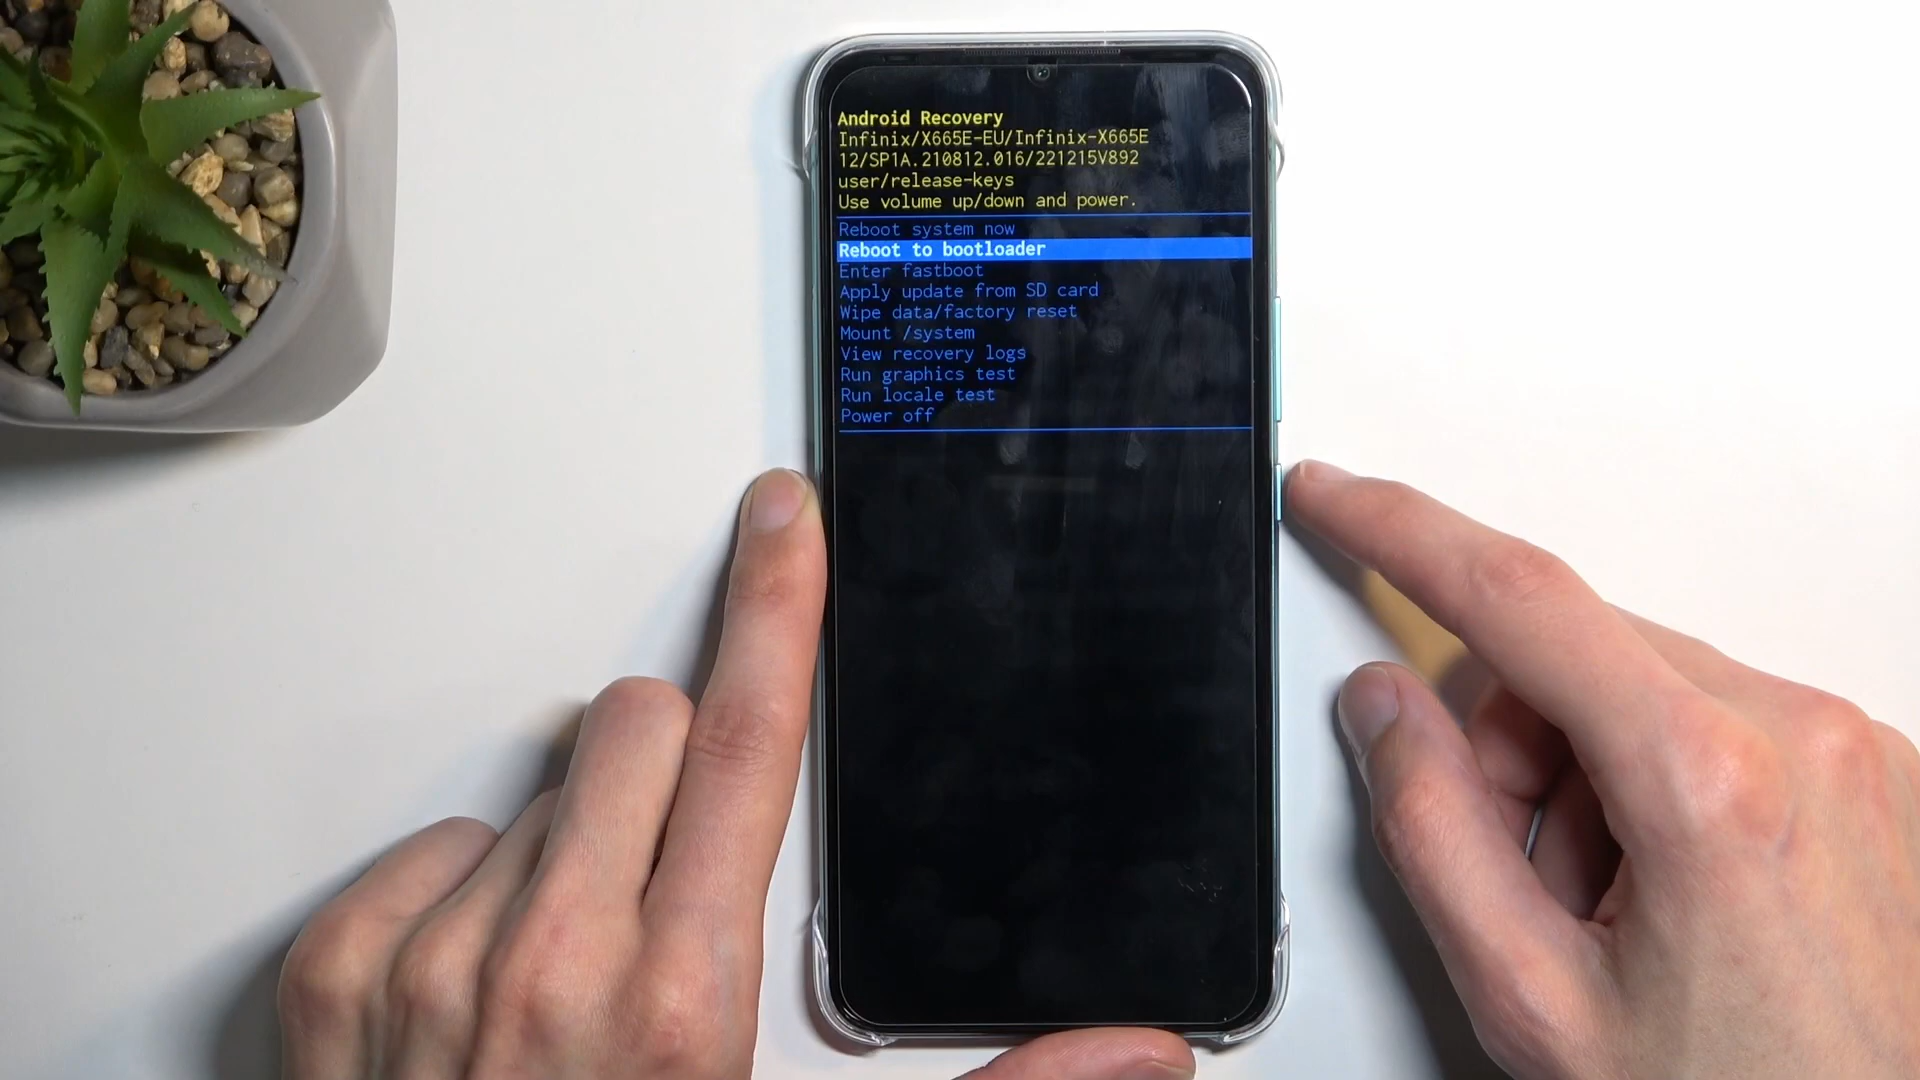 Android Recovery
Infinix/X665E-EU/Infinix-X665E
12/SP1A.210812.016/221215V892
user/release-keys
Use volume up/down and power.
Reboot system now
Reboot to bootloader
Enter fastboot
Apply update from SD card
Wipe data/factory reset
Mount /system
View recovery logs
Run graphics test
Run locale test
Power off